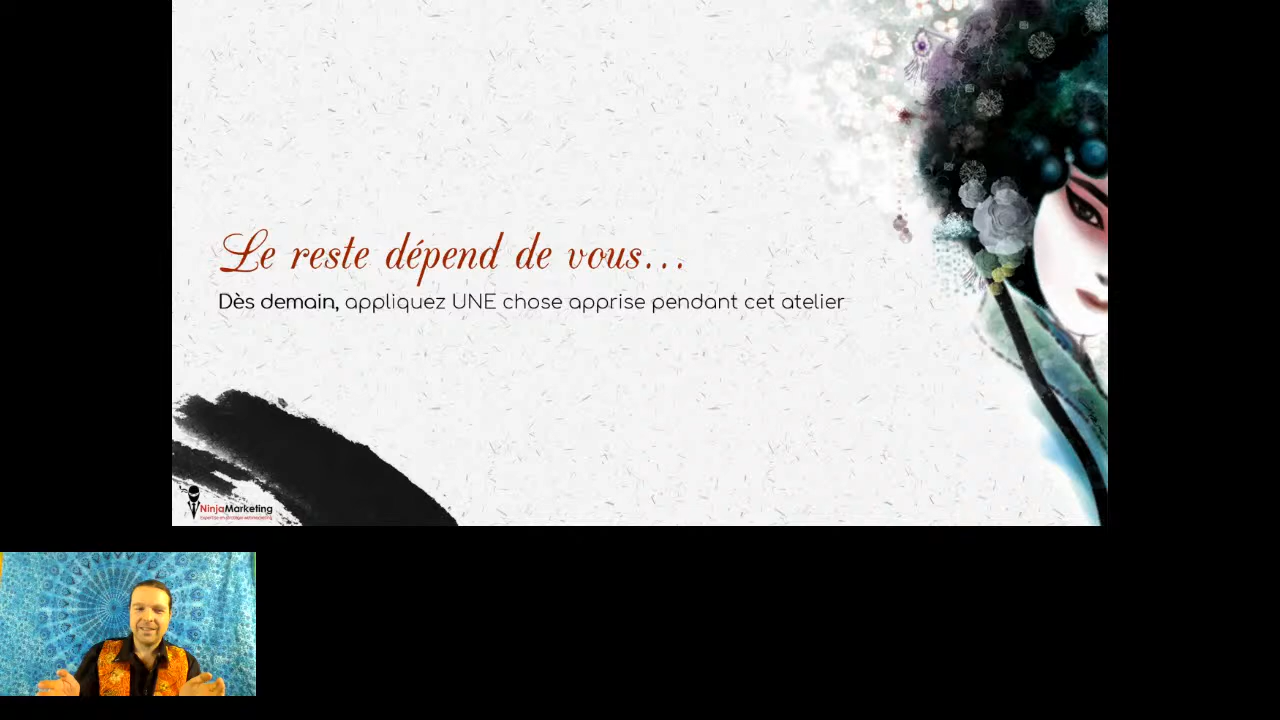 Le reste dépend de vous...
Dès demain, appliquez UNE chose apprise pendant cet atelier
NinjaMarketing